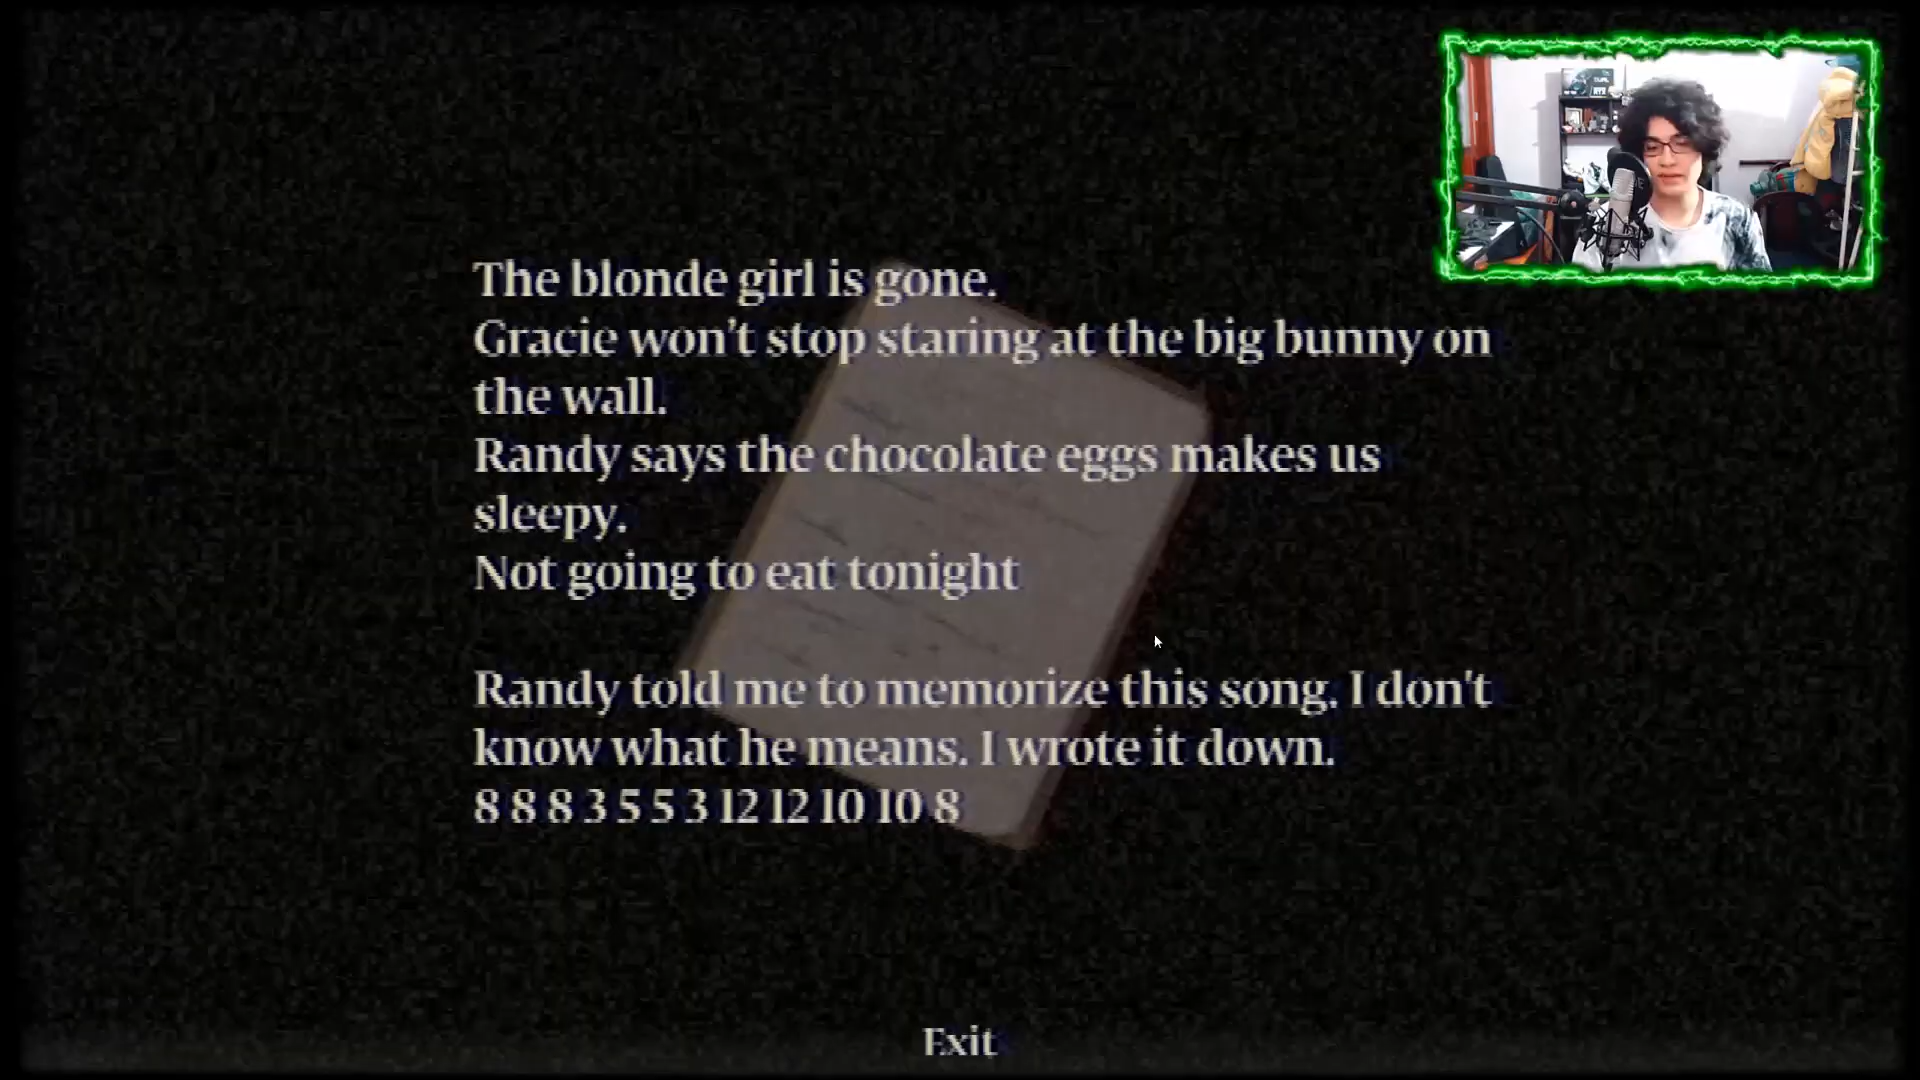 The blonde girl is gone.
Gracie won't stop staring at the big bunny on
the wall.
Randy says the chocolate eggs makes us
sleepy.
Not going to eat tonight
Randy told me to memorize this song. I don't
know what he means. I wrote it down.
8 8 8 3 5 5 3 12 12 10 10 8
Exit